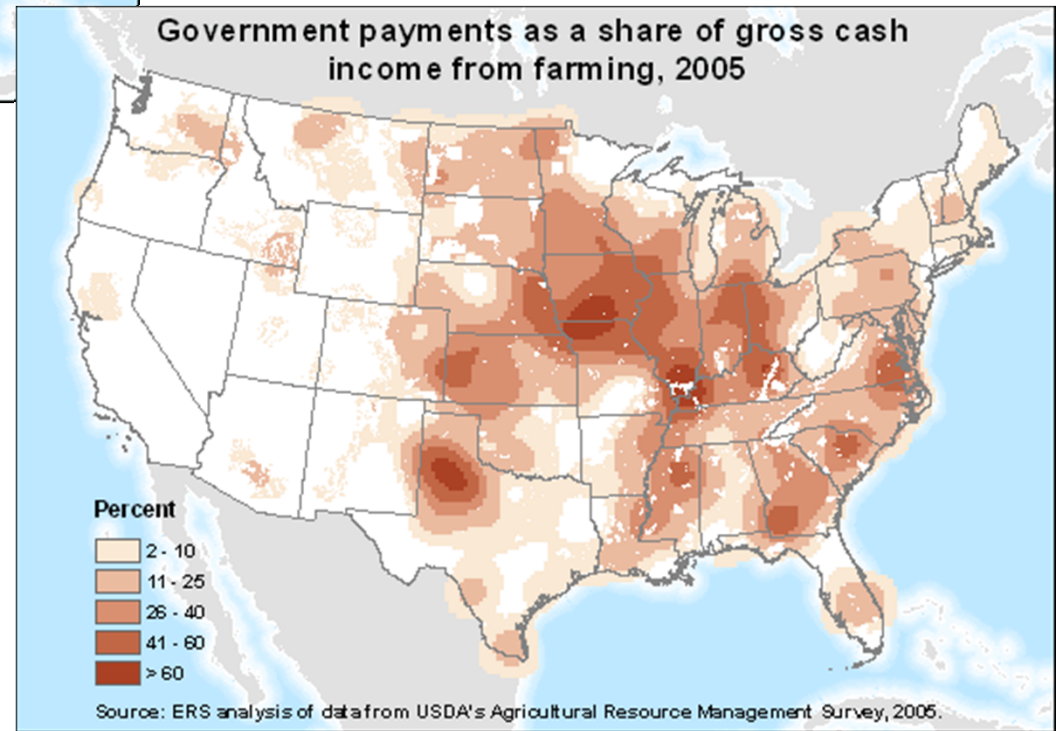 Government payments as a share of gross cash
income from farming, 2005
Percent
2 - 10
11 - 25
26 - 40
41 - 60
> 60
Source: ERS analysis of data from USDA's Agricultural Resource Management Survey, 2005.